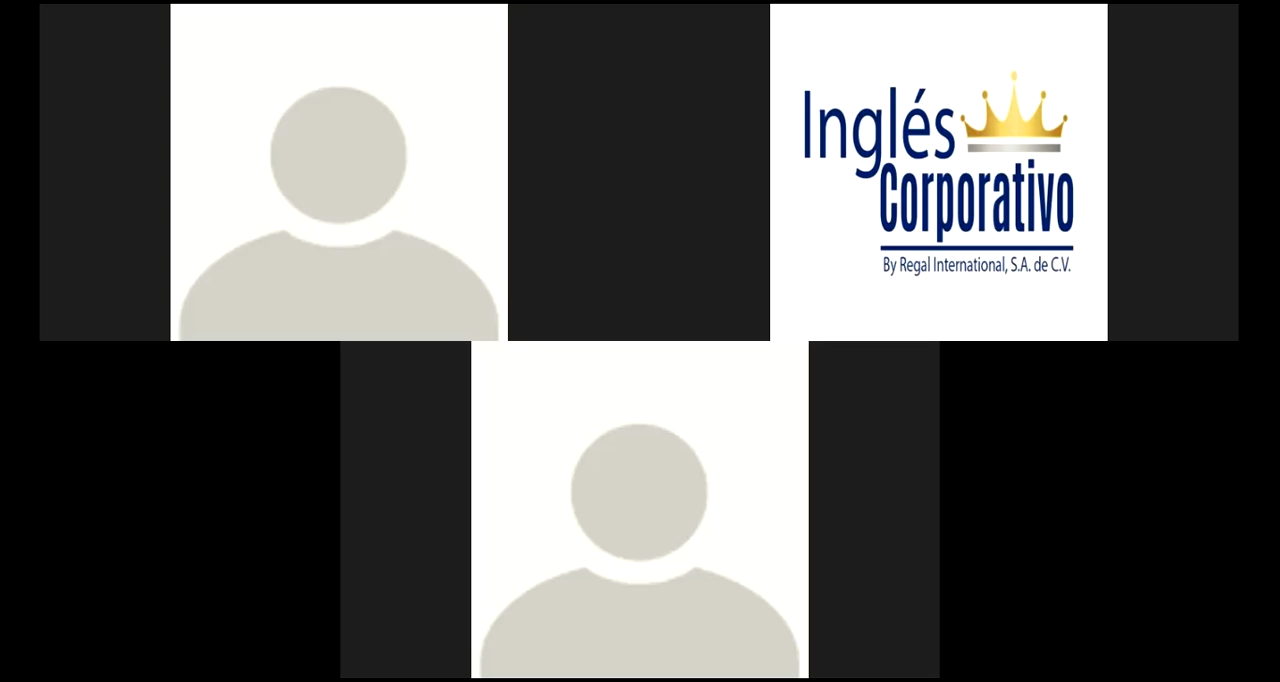 Inglés
Corporativo
By Regal International, S.A. de C.V.